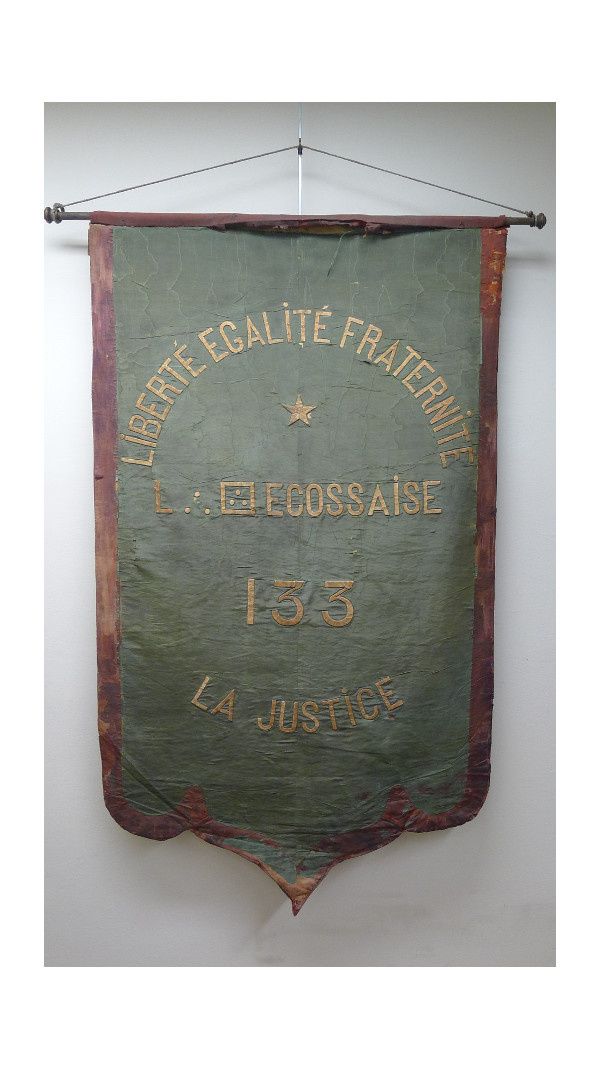 LIBERTÉ EGALITÉ FRATERNITÉ
L∴ ECOSSAISE
133
LA JUSTICE